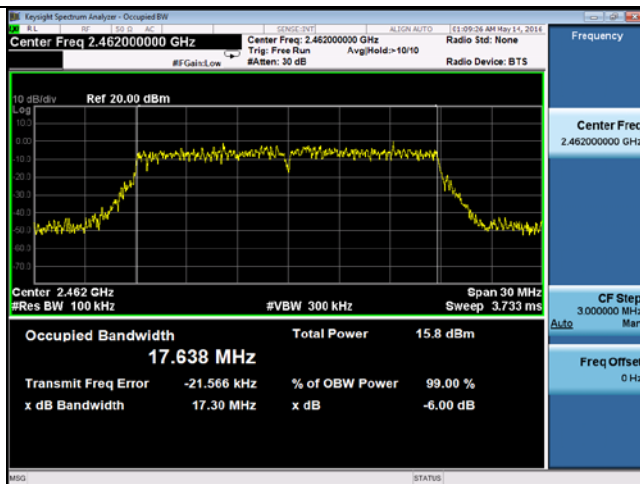 Keysight Spectrum Analyzer - Occupied BW
RL RF 50 Ω AC SENSE:INT ALIGN AUTO 01:09:26 AM May 14, 2016
Center Freq 2.462000000 GHz
Center Freq: 2.462000000 GHz
Radio Std: None
Trig: Free Run Avg|Hold:>10/10
#IFGain:Low
#Atten: 30 dB
Radio Device: BTS
Frequency
10 dB/div Ref 20.00 dBm
Log
10.0
0.00
-10.0
-20.0
-30.0
-40.0
-50.0
-60.0
-70.0
Center Freq
2.462000000 GHz
Center 2.462 GHz Span 30 MHz
#Res BW 100 kHz #VBW 300 kHz Sweep 3.733 ms
CF Step
3.000000 MHz
Auto Man
Occupied Bandwidth Total Power 15.8 dBm
17.638 MHz
Transmit Freq Error -21.566 kHz % of OBW Power 99.00 %
x dB Bandwidth 17.30 MHz x dB -6.00 dB
Freq Offset
0 Hz
MSG STATUS